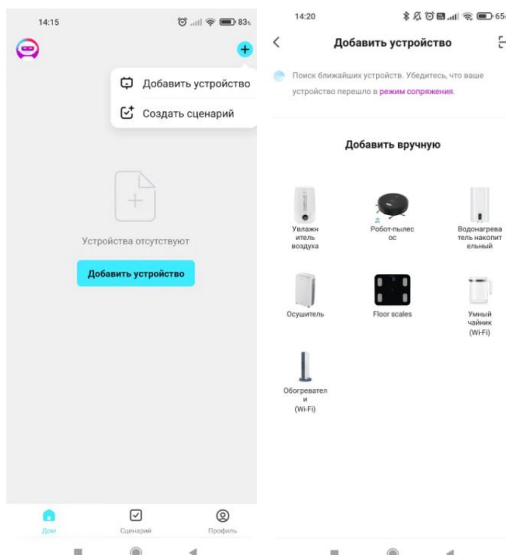 14:15
83%
Добавить устройство
Создать сценарий
Устройства отсутствуют
Добавить устройство
Дом
Сценарий
Профиль
14:20
65
Добавить устройство
Поиск ближайших устройств. Убедитесь, что ваше
устройство перешло в режим сопряжения.
Добавить вручную
Увлажн
итель
воздуха
Робот-пылес
ос
Водонагрева
тель накопит
ельный
Осушитель
Floor scales
Умный
чайник
(Wi-Fi)
Обогревател
и
(Wi-Fi)